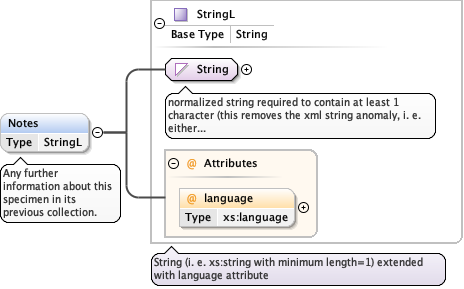 StringL
Base Type String
String
normalized string required to contain at least 1
character (this removes the xml string anomaly, i. e.
either...
Notes
Type StringL
Any further
information about this
specimen in its
previous collection.
@ Attributes
@ language
Type xs:language
String (i. e. xs:string with minimum length=1) extended
with language attribute